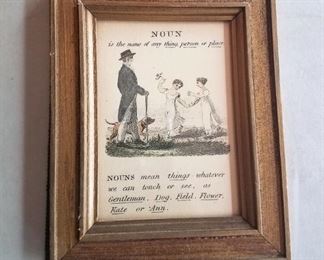 NOUN
is the name of any thing, person or place
NOUNS mean things whatever
we can touch or see, as
Gentleman, Dog, Field, Flower,
Kate or Ann.